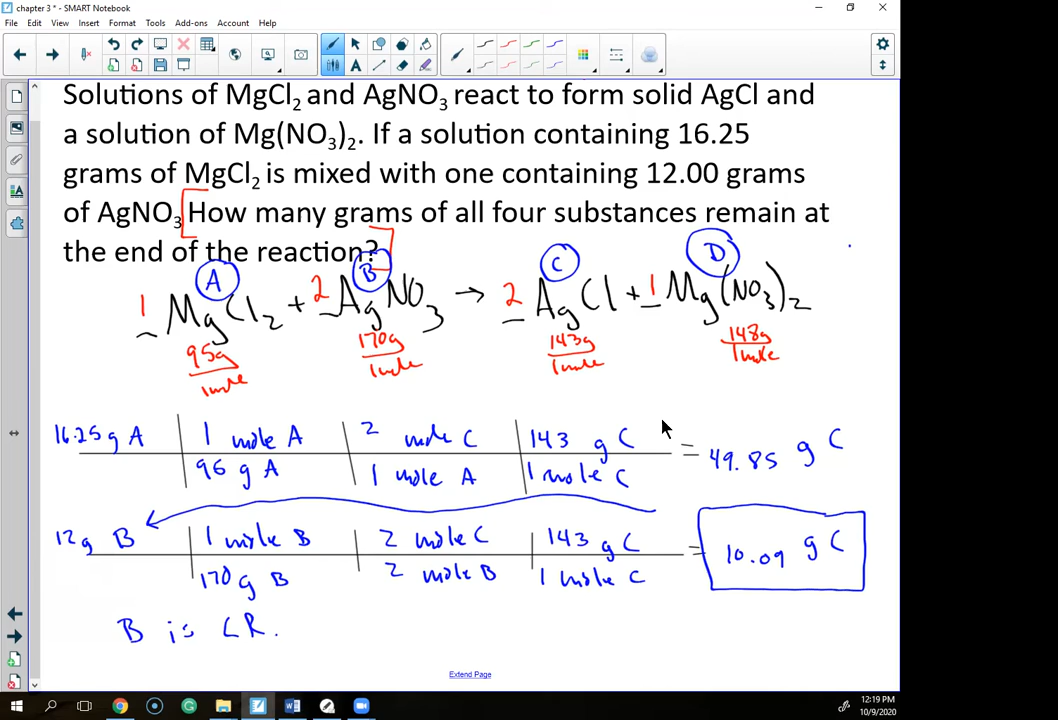 chapter 3 * - SMART Notebook
File Edit View Insert Format Tools Add-ons Account Help
Solutions of MgCl₂ and AgNO₃ react to form solid AgCl and
a solution of Mg(NO₃)₂. If a solution containing 16.25
grams of MgCl₂ is mixed with one containing 12.00 grams
of AgNO₃ How many grams of all four substances remain at
the end of the reaction?
A B C D
1 MgCl₂ + 2 AgNO₃ → 2 AgCl + 1 Mg(NO₃)₂
95g 170g 143g 148g
1mole 1mole 1mole 1mole
16.25 g A 1 mole A 2 mole C 143 g C = 49.85 g C
95 g A 1 mole A 1 mole C
12g B 1 mole B 2 mole C 143 g C = 10.09 g C
170 g B 2 mole B 1 mole C
B is LR.
Extend Page
12:19 PM
10/9/2020